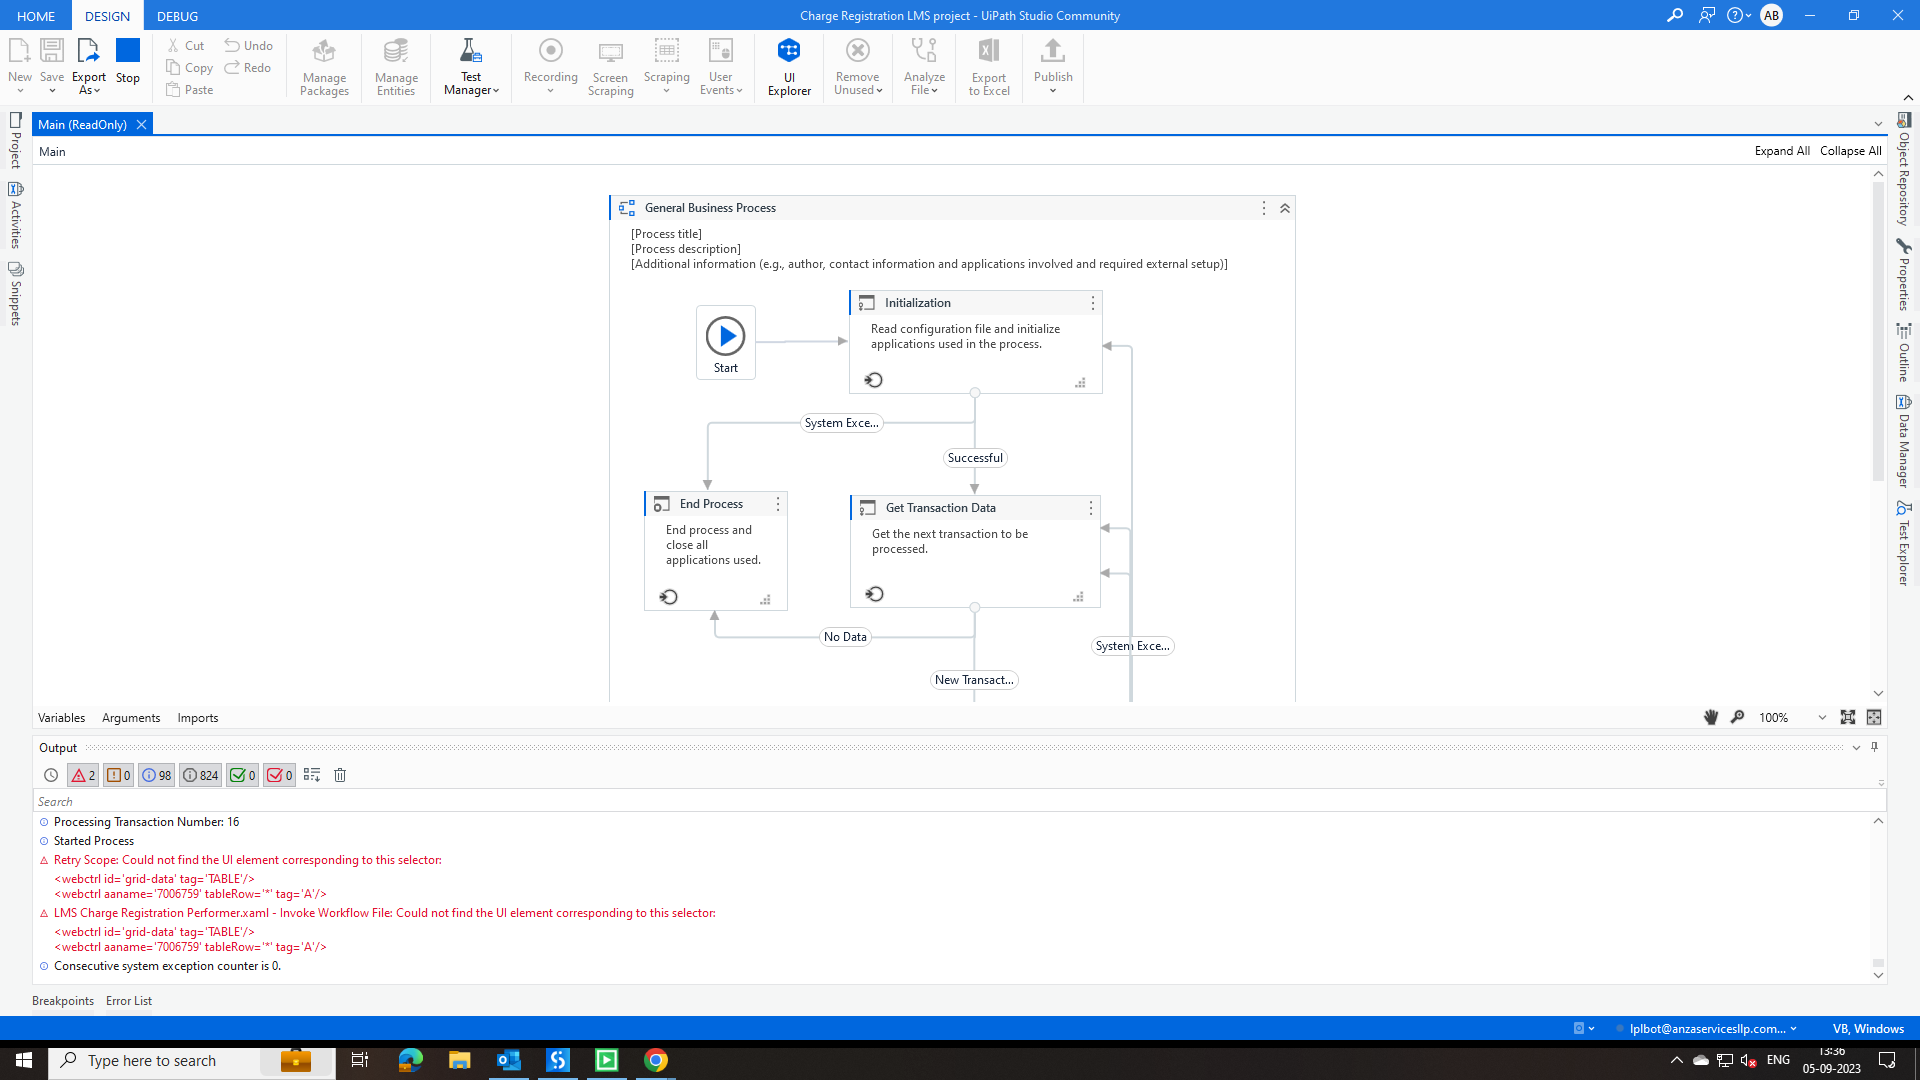 HOME DESIGN DEBUG
Charge Registration LMS project - UiPath Studio Community
AB
New
Save
Export As
Stop
Cut
Copy
Paste
Undo
Redo
Manage Packages
Manage Entities
Test Manager
Recording
Screen Scraping
Scraping
User Events
UI Explorer
Remove Unused
Analyze File
Export to Excel
Publish
Main (ReadOnly)
Main
Expand All Collapse All
Project
Activities
Snippets
Object Repository
Properties
Outline
Data Manager
Test Explorer
General Business Process
[Process title]
[Process description]
[Additional information (e.g., author, contact information and applications involved and required external setup)]
Start
Initialization
Read configuration file and initialize
applications used in the process.
System Exce...
Successful
End Process
End process and
close all
applications used.
Get Transaction Data
Get the next transaction to be
processed.
No Data
System Exce...
New Transact...
Variables Arguments Imports
100%
Output
2 0 98 824 0 0
Search
Processing Transaction Number: 16
Started Process
Retry Scope: Could not find the UI element corresponding to this selector:
<webctrl id='grid-data' tag='TABLE'/>
<webctrl aaname='7006759' tableRow='*' tag='A'/>
LMS Charge Registration Performer.xaml - Invoke Workflow File: Could not find the UI element corresponding to this selector:
<webctrl id='grid-data' tag='TABLE'/>
<webctrl aaname='7006759' tableRow='*' tag='A'/>
Consecutive system exception counter is 0.
Breakpoints Error List
lplbot@anzaservicesllp.com...
VB, Windows
Type here to search
ENG
13:36
05-09-2023